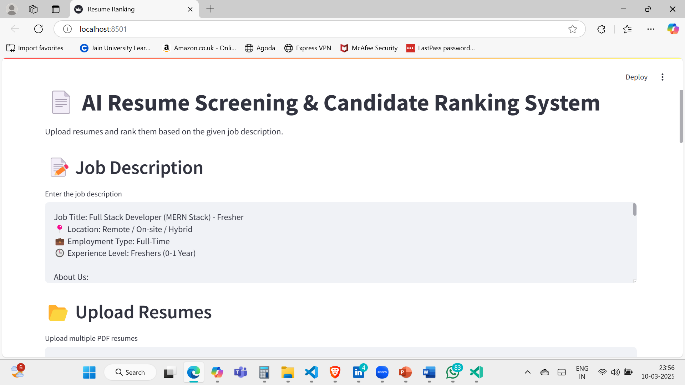 Resume Ranking
localhost:8501
Import favorites
Jain University Lear...
Amazon.co.uk - Onli...
Agoda
Express VPN
McAfee Security
LastPass password...
Deploy
AI Resume Screening & Candidate Ranking System
Upload resumes and rank them based on the given job description.
Job Description
Enter the job description
Job Title: Full Stack Developer (MERN Stack) - Fresher
Location: Remote / On-site / Hybrid
Employment Type: Full-Time
Experience Level: Freshers (0-1 Year)
About Us:
Upload Resumes
Upload multiple PDF resumes
Search
ENG
IN
23:56
10-03-2025